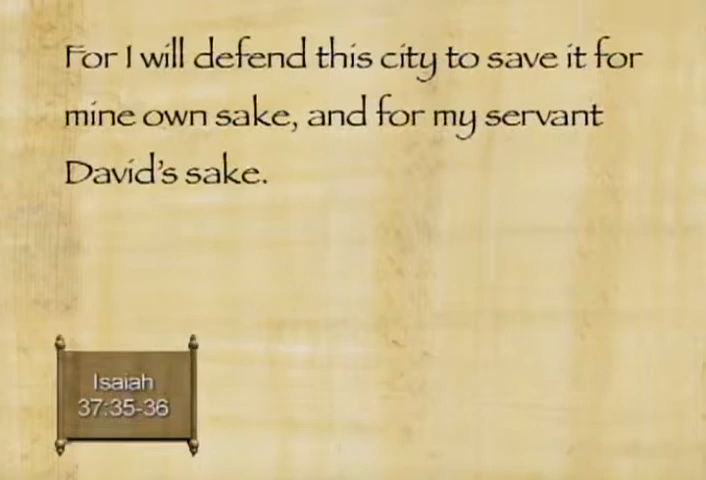 For I will defend this city to save it for
mine own sake, and for my servant
David's sake.
Isaiah
37:35-36